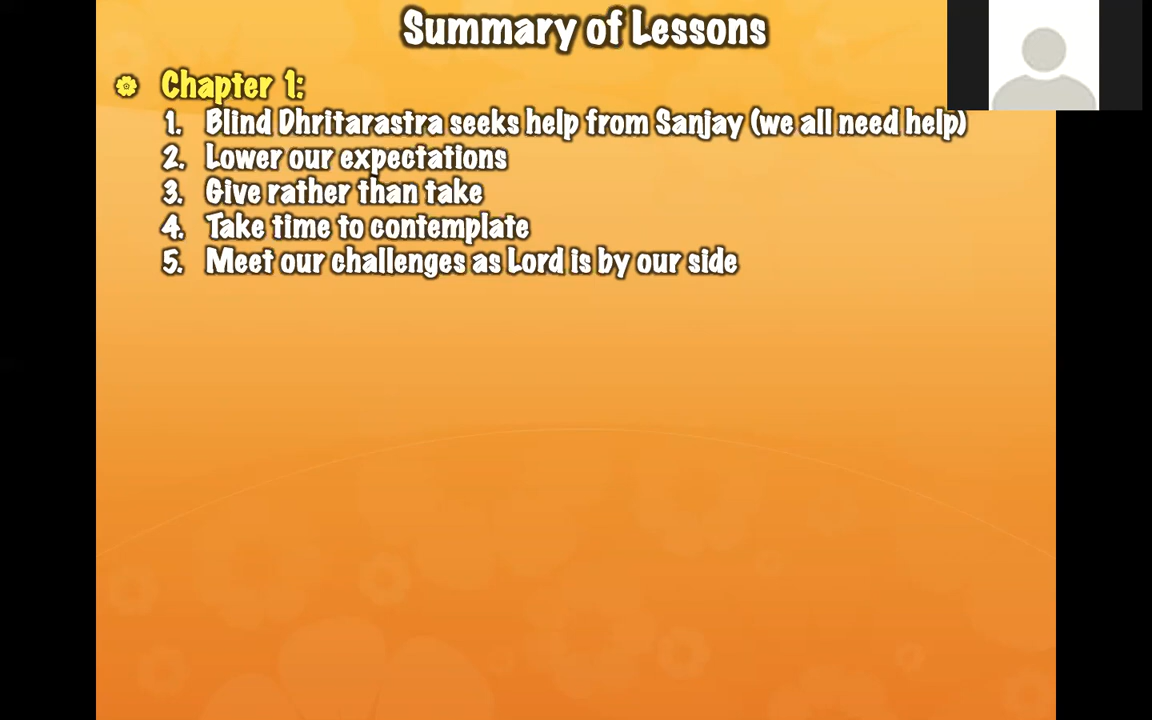 Summary of Lessons
Chapter 1:
1. Blind Dhritarastra seeks help from Sanjay (we all need help)
2. Lower our expectations
3. Give rather than take
4. Take time to contemplate
5. Meet our challenges as Lord is by our side